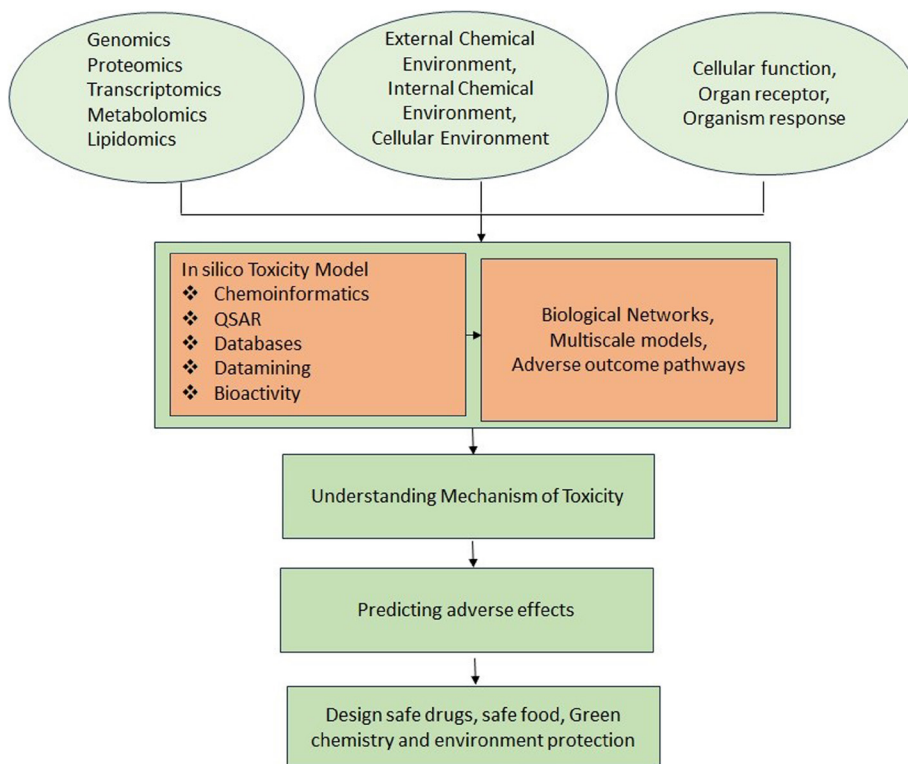 Genomics
Proteomics
Transcriptomics
Metabolomics
Lipidomics
External Chemical
Environment,
Internal Chemical
Environment,
Cellular Environment
Cellular function,
Organ receptor,
Organism response
In silico Toxicity Model
❖ Chemoinformatics
❖ QSAR
❖ Databases
❖ Datamining
❖ Bioactivity
Biological Networks,
Multiscale models,
Adverse outcome pathways
Understanding Mechanism of Toxicity
Predicting adverse effects
Design safe drugs, safe food, Green
chemistry and environment protection